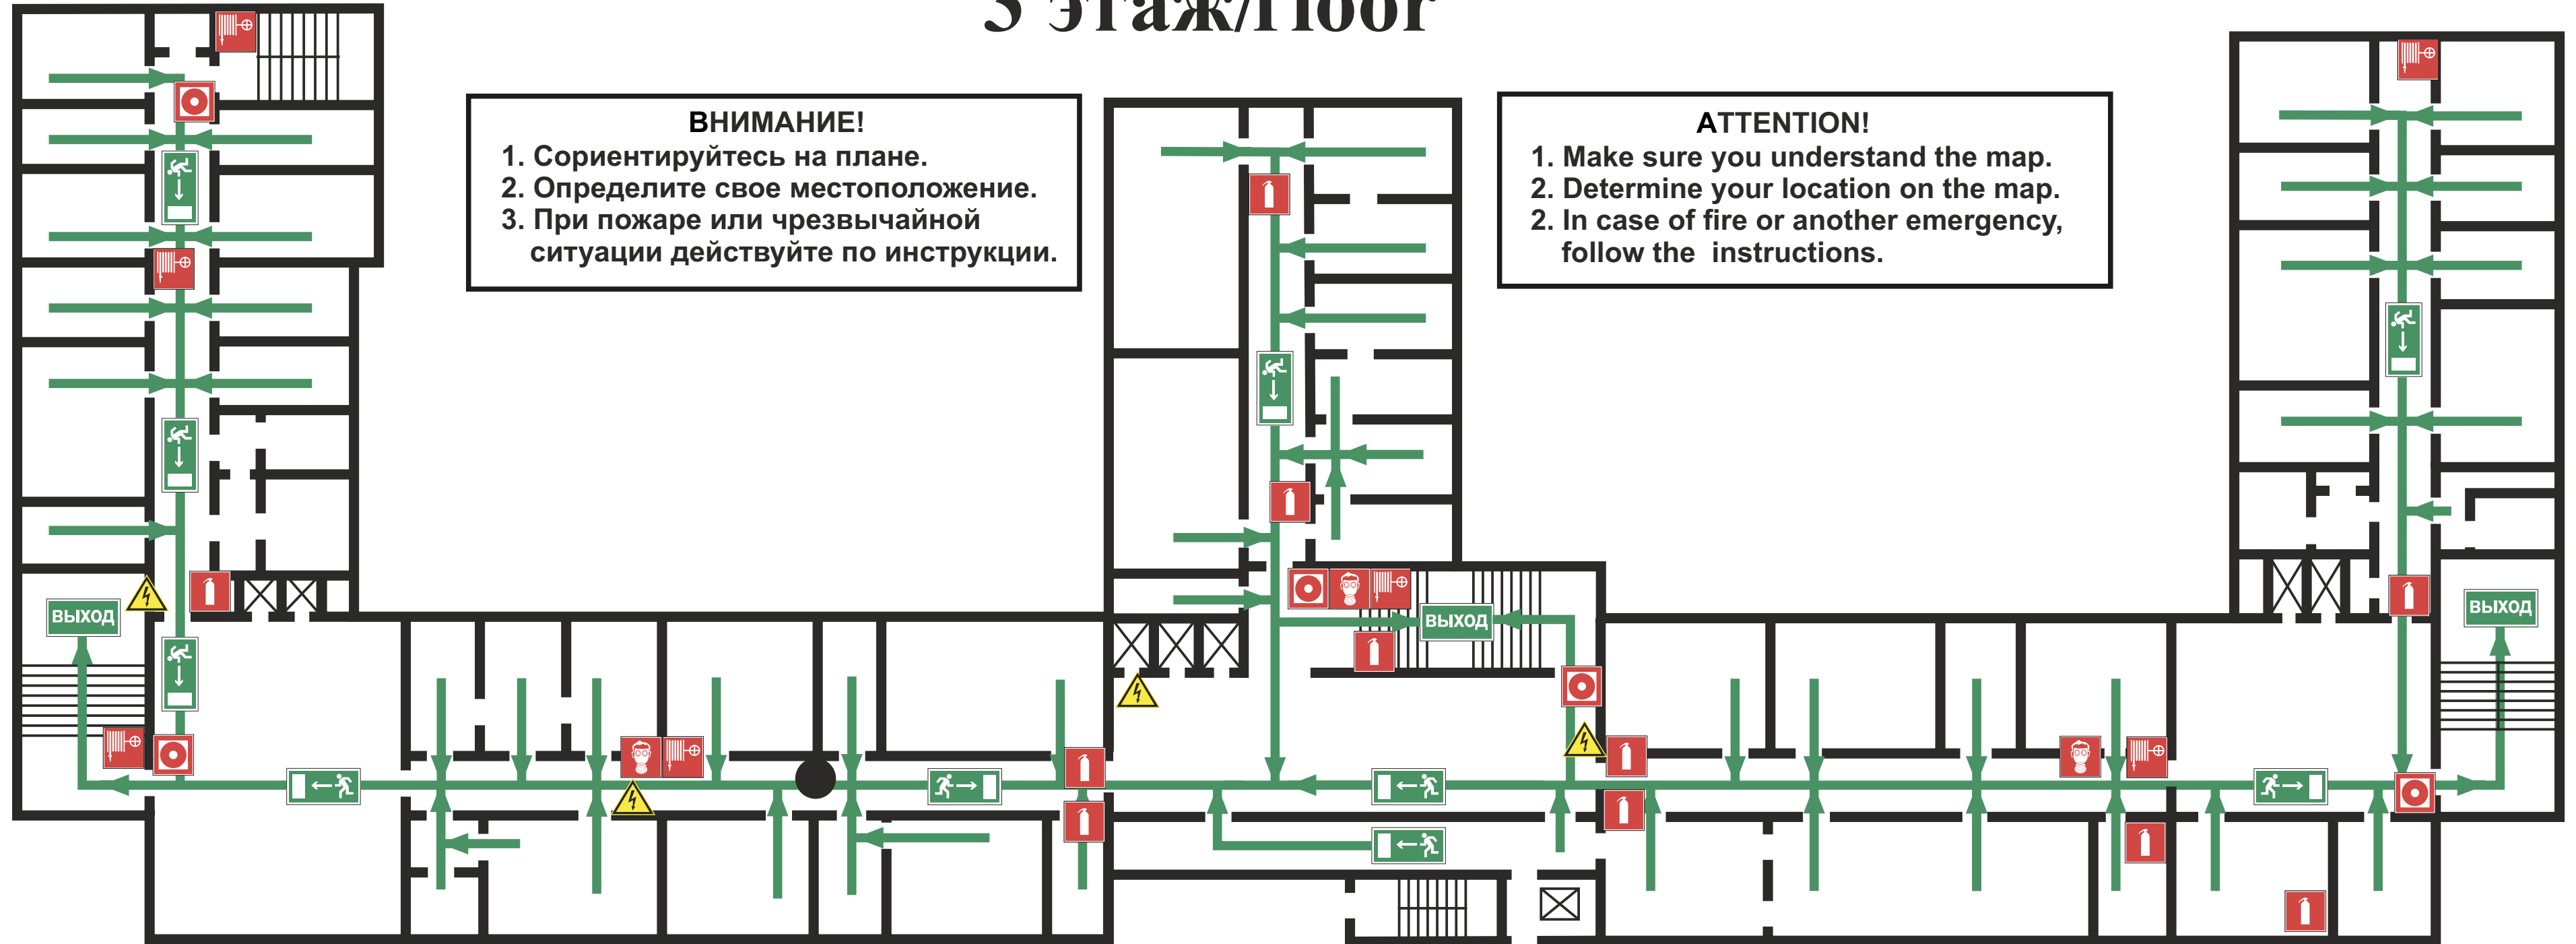 этаж/Floor
ВНИМАНИЕ!
1. Сориентируйтесь на плане.
2. Определите свое местоположение.
3. При пожаре или чрезвычайной
ситуации действуйте по инструкции.
ATTENTION!
1. Make sure you understand the map.
2. Determine your location on the map.
2. In case of fire or another emergency,
follow the instructions.
ВЫХОД
ВЫХОД
ВЫХОД